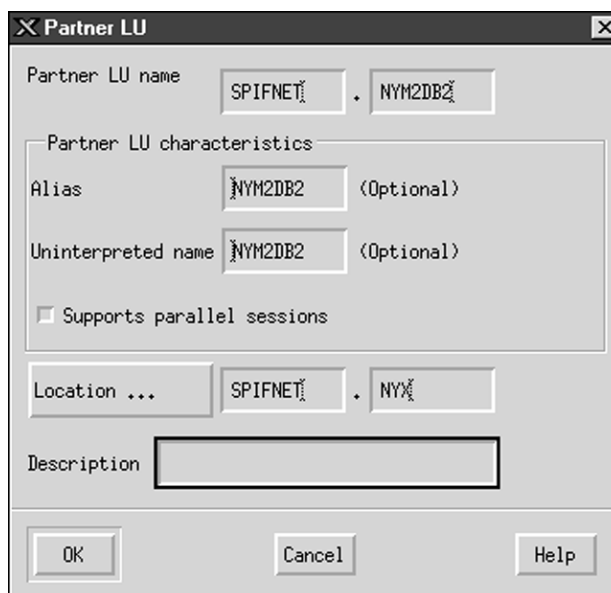 Partner LU
Partner LU name SPIFNET . NYM2DB2
Partner LU characteristics
Alias NYM2DB2 (Optional)
Uninterpreted name NYM2DB2 (Optional)
Supports parallel sessions
Location ... SPIFNET . NYX
Description
OK Cancel Help